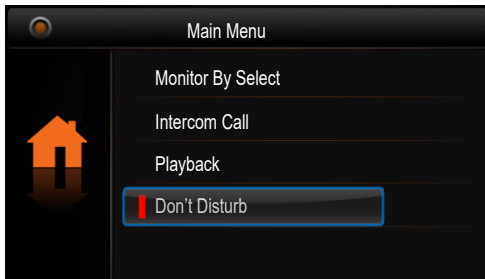 Main Menu
Monitor By Select
Intercom Call
Playback
Don't Disturb